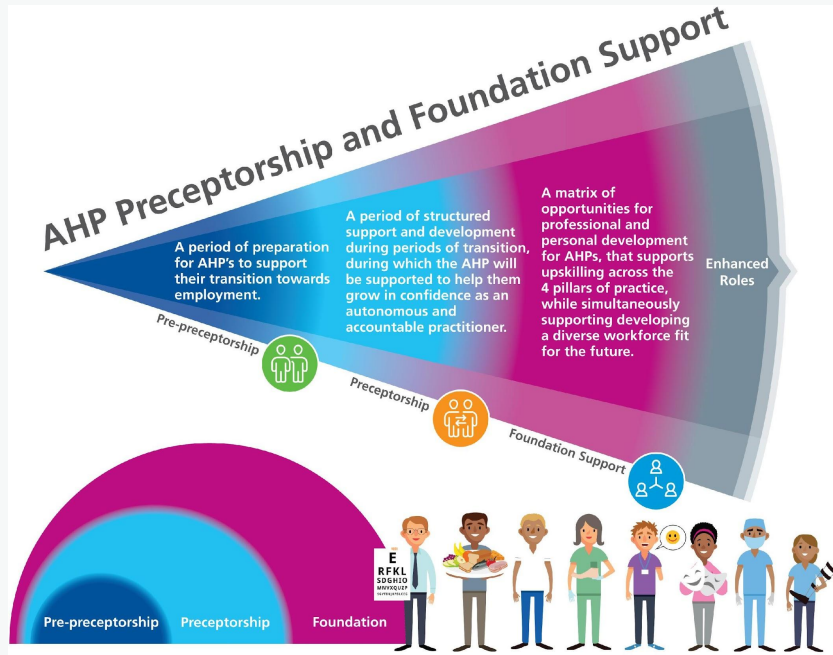 AHP Preceptorship and Foundation Support
A period of preparation
for AHP's to support
their transition towards
employment.
A period of structured
support and development
during periods of transition,
during which the AHP will
be supported to help them
grow in confidence as an
autonomous and
accountable practitioner.
A matrix of
opportunities for
professional and
personal development
for AHPs, that supports
upskilling across the
4 pillars of practice,
while simultaneously
supporting developing
a diverse workforce fit
for the future.
Enhanced
Roles
Pre-preceptorship
Preceptorship
Foundation Support
E
RFKL
SDGHIO
Pre-preceptorship
Preceptorship
Foundation